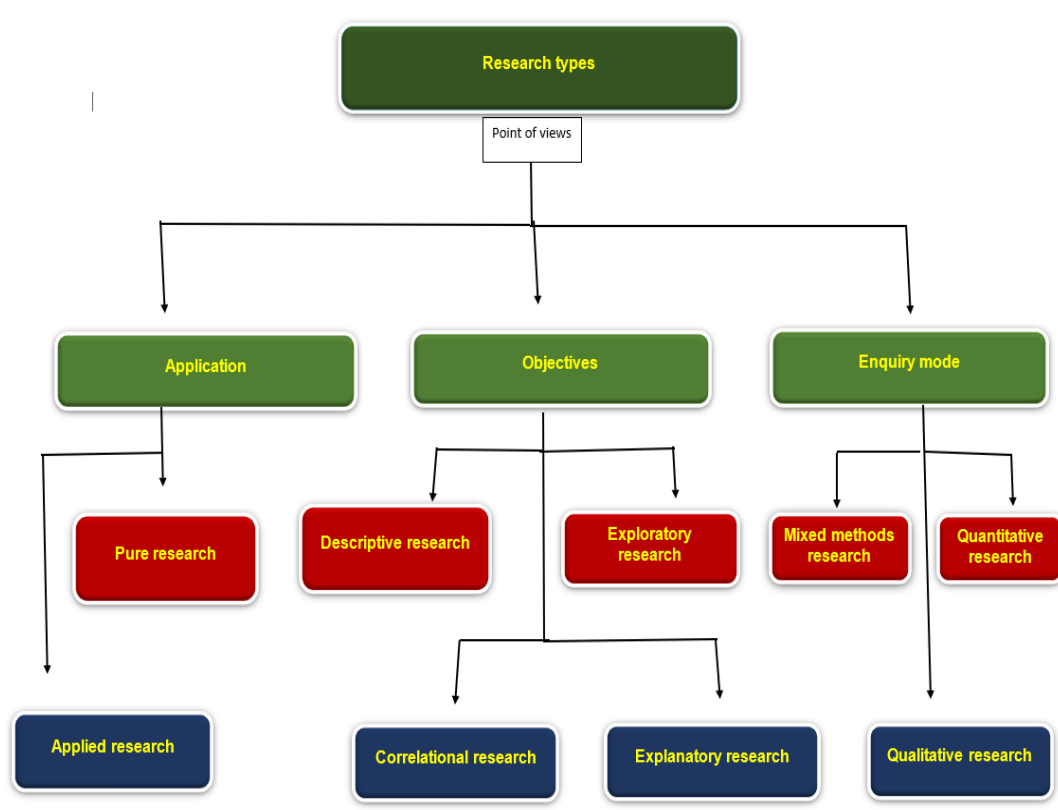 Research types
Point of views
Application
Objectives
Enquiry mode
Pure research
Descriptive research
Exploratory
research
Mixed methods
research
Quantitative
research
Applied research
Correlational research
Explanatory research
Qualitative research